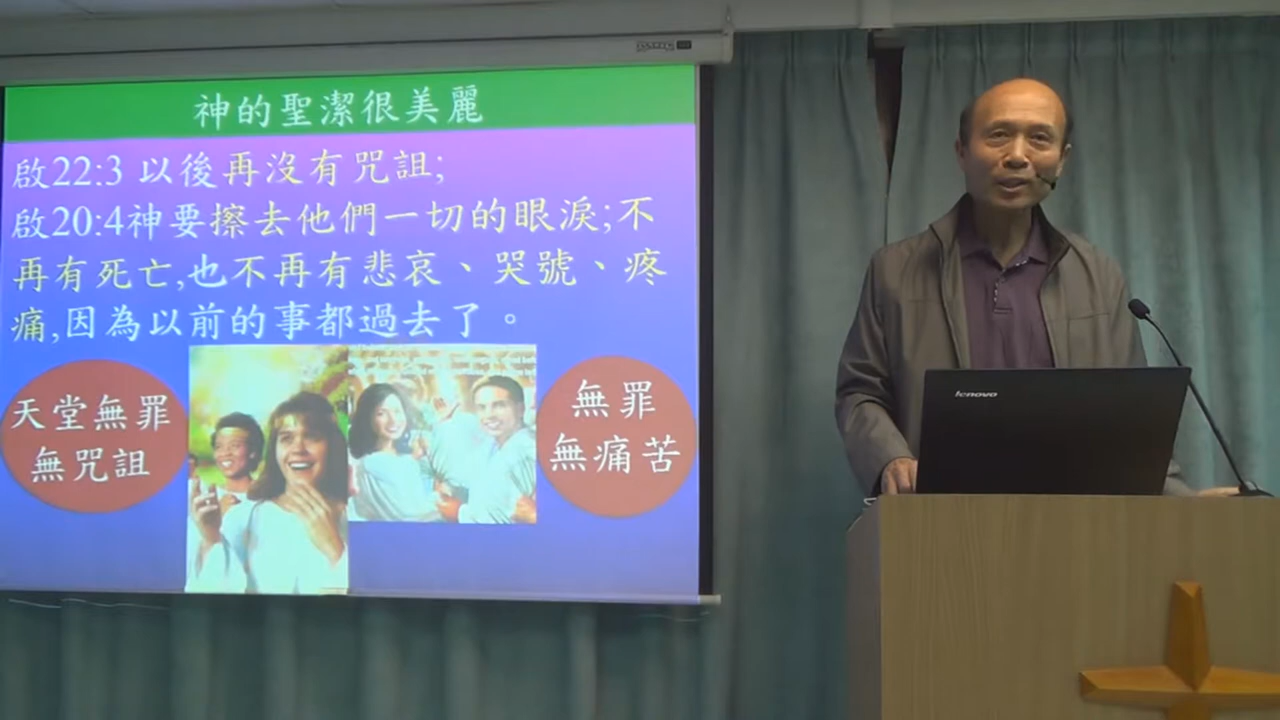 神的聖潔很美麗
啟22:3 以後再沒有咒詛;
啟20:4神要擦去他們一切的眼淚;不
再有死亡,也不再有悲哀、哭號、疼
痛,因為以前的事都過去了。
天堂無罪
無咒詛
無罪
無痛苦
lenovo